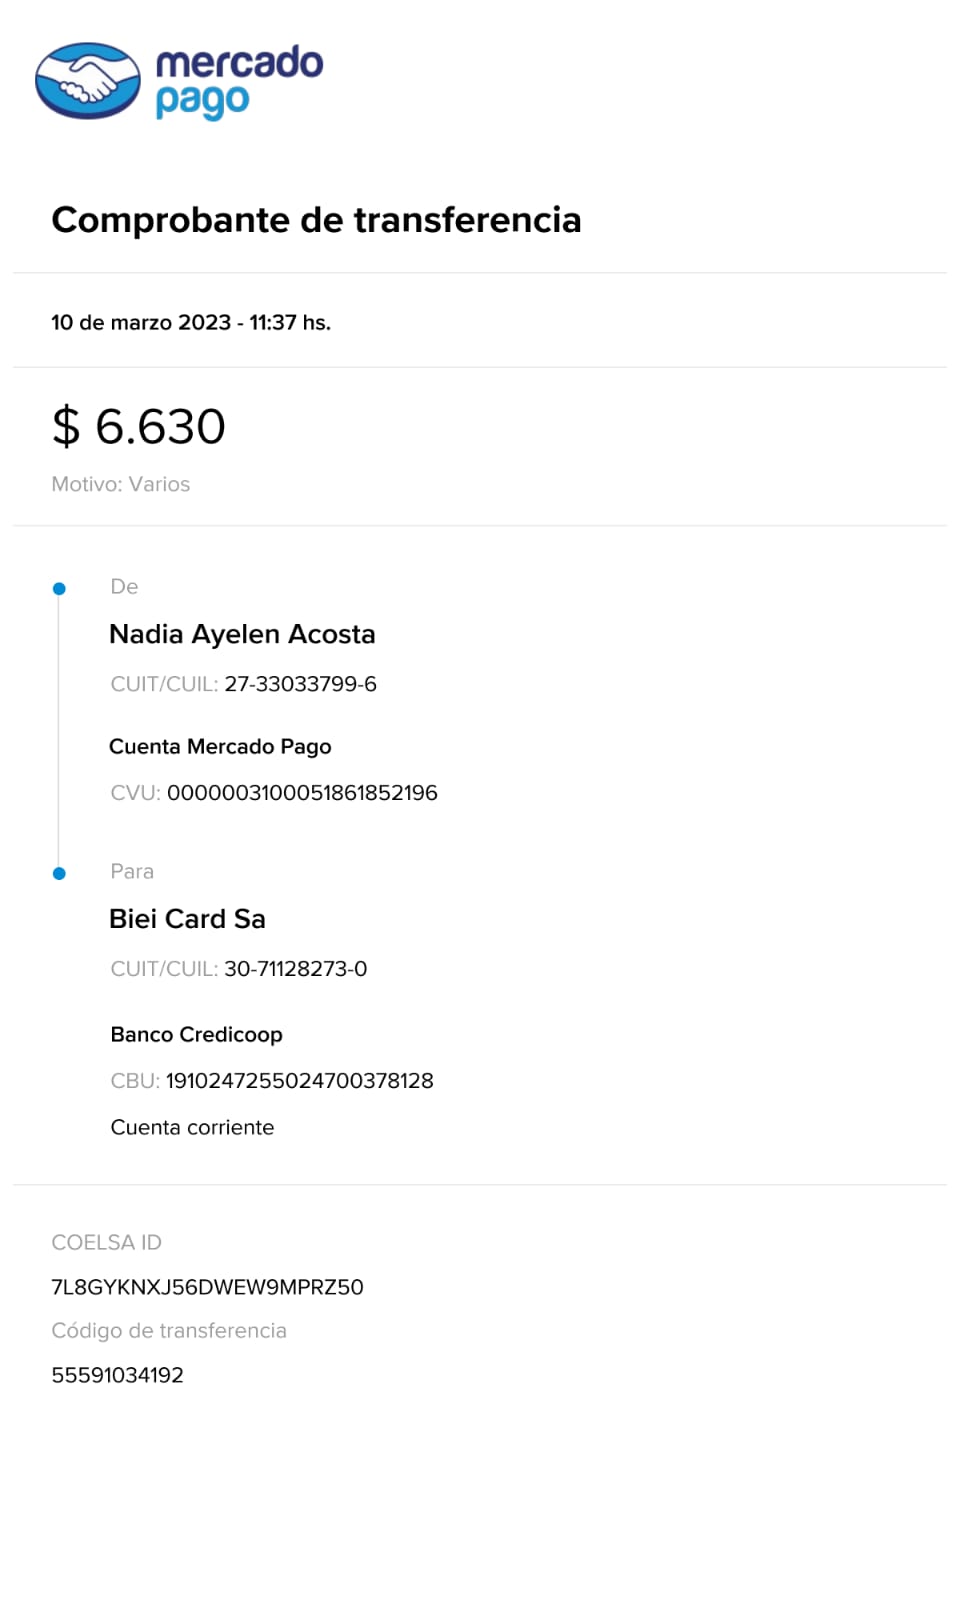 mercado
pago
Comprobante de transferencia
10 de marzo 2023 - 11:37 hs.
$ 6.630
Motivo: Varios
De
Nadia Ayelen Acosta
CUIT/CUIL: 27-33033799-6
Cuenta Mercado Pago
CVU: 0000003100051861852196
Para
Biei Card Sa
CUIT/CUIL: 30-71128273-0
Banco Credicoop
CBU: 1910247255024700378128
Cuenta corriente
COELSA ID
7L8GYKNXJ56DWEW9MPRZ50
Código de transferencia
55591034192